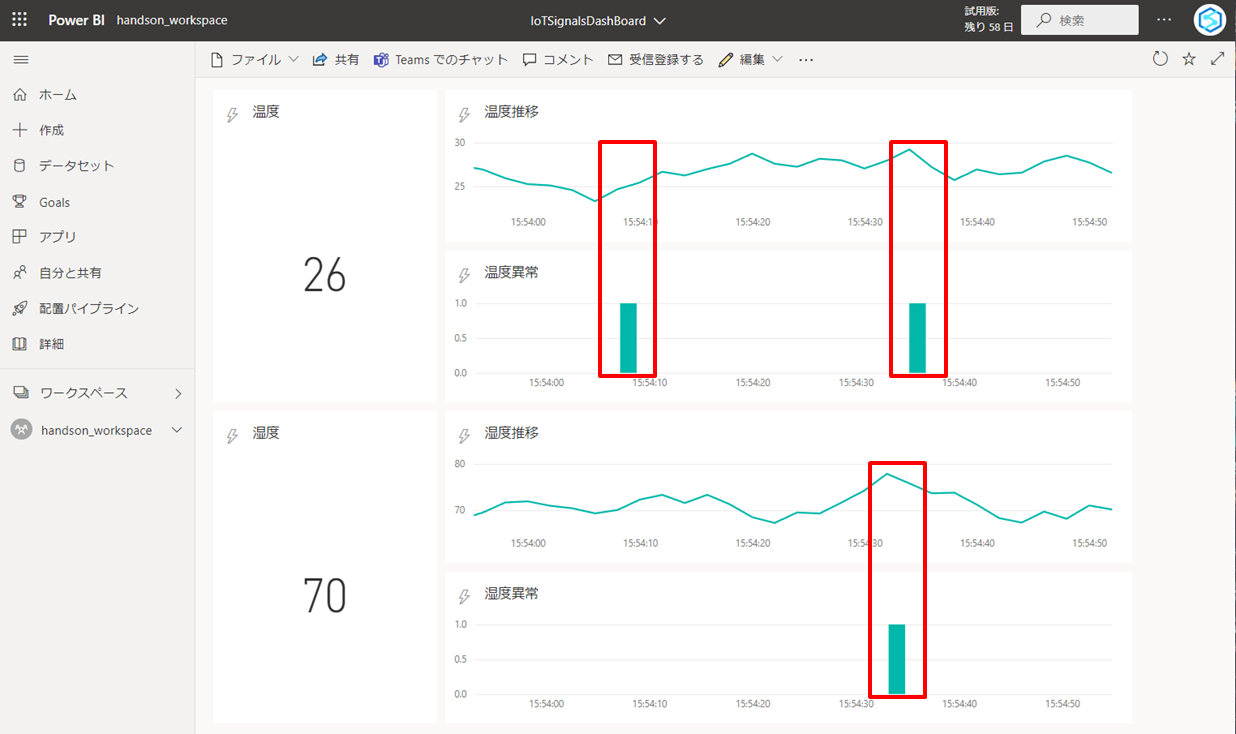 Power BI handson_workspace IoTSignalsDashBoard 試用版: 残り 58 日 検索
ファイル 共有 Teams でのチャット コメント 受信登録する 編集
ホーム
作成
データセット
Goals
アプリ
自分と共有
配置パイプライン
詳細
ワークスペース
handson_workspace
温度
26
温度推移
30
25
15:54:00 15:54:10 15:54:20 15:54:30 15:54:40 15:54:50
温度異常
1.0
0.5
0.0
15:54:00 15:54:10 15:54:20 15:54:30 15:54:40 15:54:50
湿度
70
湿度推移
80
70
15:54:00 15:54:10 15:54:20 15:54:30 15:54:40 15:54:50
湿度異常
1.0
0.5
0.0
15:54:00 15:54:10 15:54:20 15:54:30 15:54:40 15:54:50